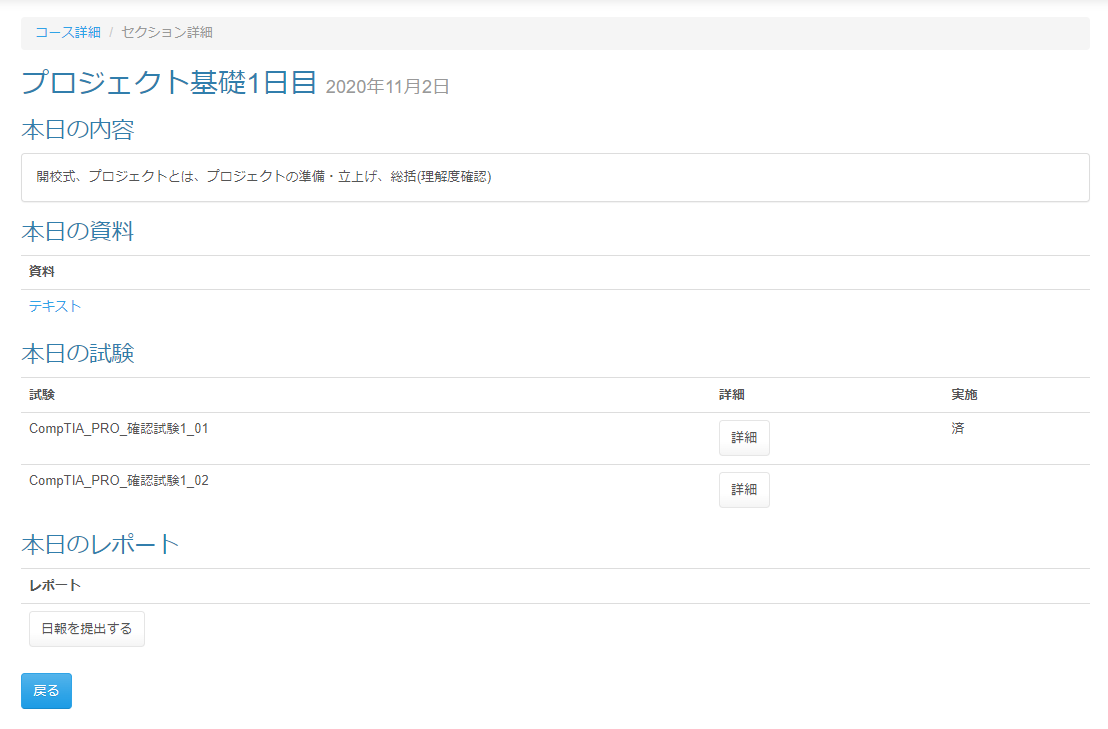 コース詳細 / セクション詳細
プロジェクト基礎1日目 2020年11月2日
本日の内容
開校式、プロジェクトとは、プロジェクトの準備・立上げ、総括(理解度確認)
本日の資料
資料
テキスト
本日の試験
試験 詳細 実施
CompTIA_PRO_確認試験1_01 詳細 済
CompTIA_PRO_確認試験1_02 詳細
本日のレポート
レポート
日報を提出する
戻る